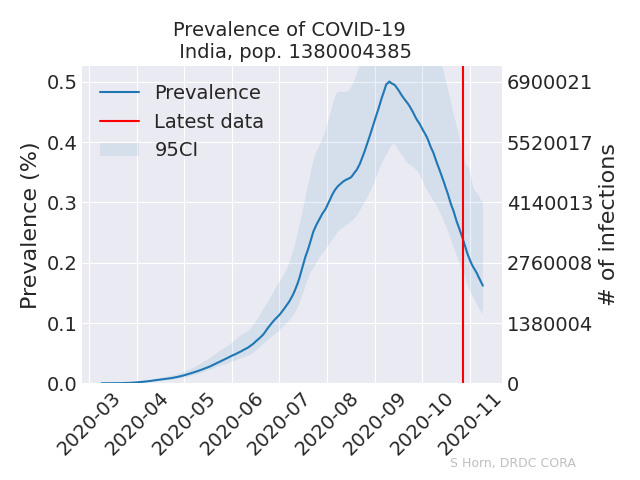 Prevalence of COVID-19
India, pop. 1380004385
Prevalence (%)
0.5
0.4
0.3
0.2
0.1
0.0
Prevalence
Latest data
95CI
6900021
5520017
4140013
2760008
1380004
0
# of infections
2020-03
2020-04
2020-05
2020-06
2020-07
2020-08
2020-09
2020-10
2020-11
S Horn, DRDC CORA